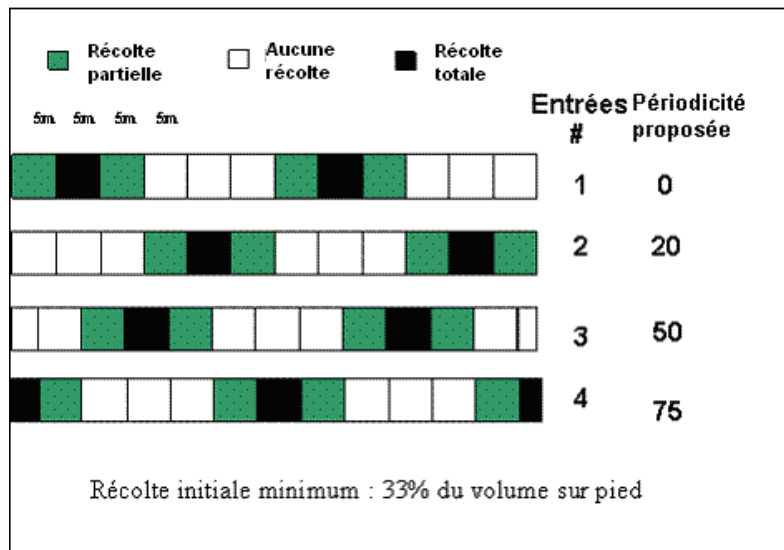 Récolte
partielle
Aucune
récolte
Récolte
totale
5m. 5m. 5m. 5m.
Entrées
#
Périodicité
proposée
1 0
2 20
3 50
4 75
Récolte initiale minimum : 33% du volume sur pied